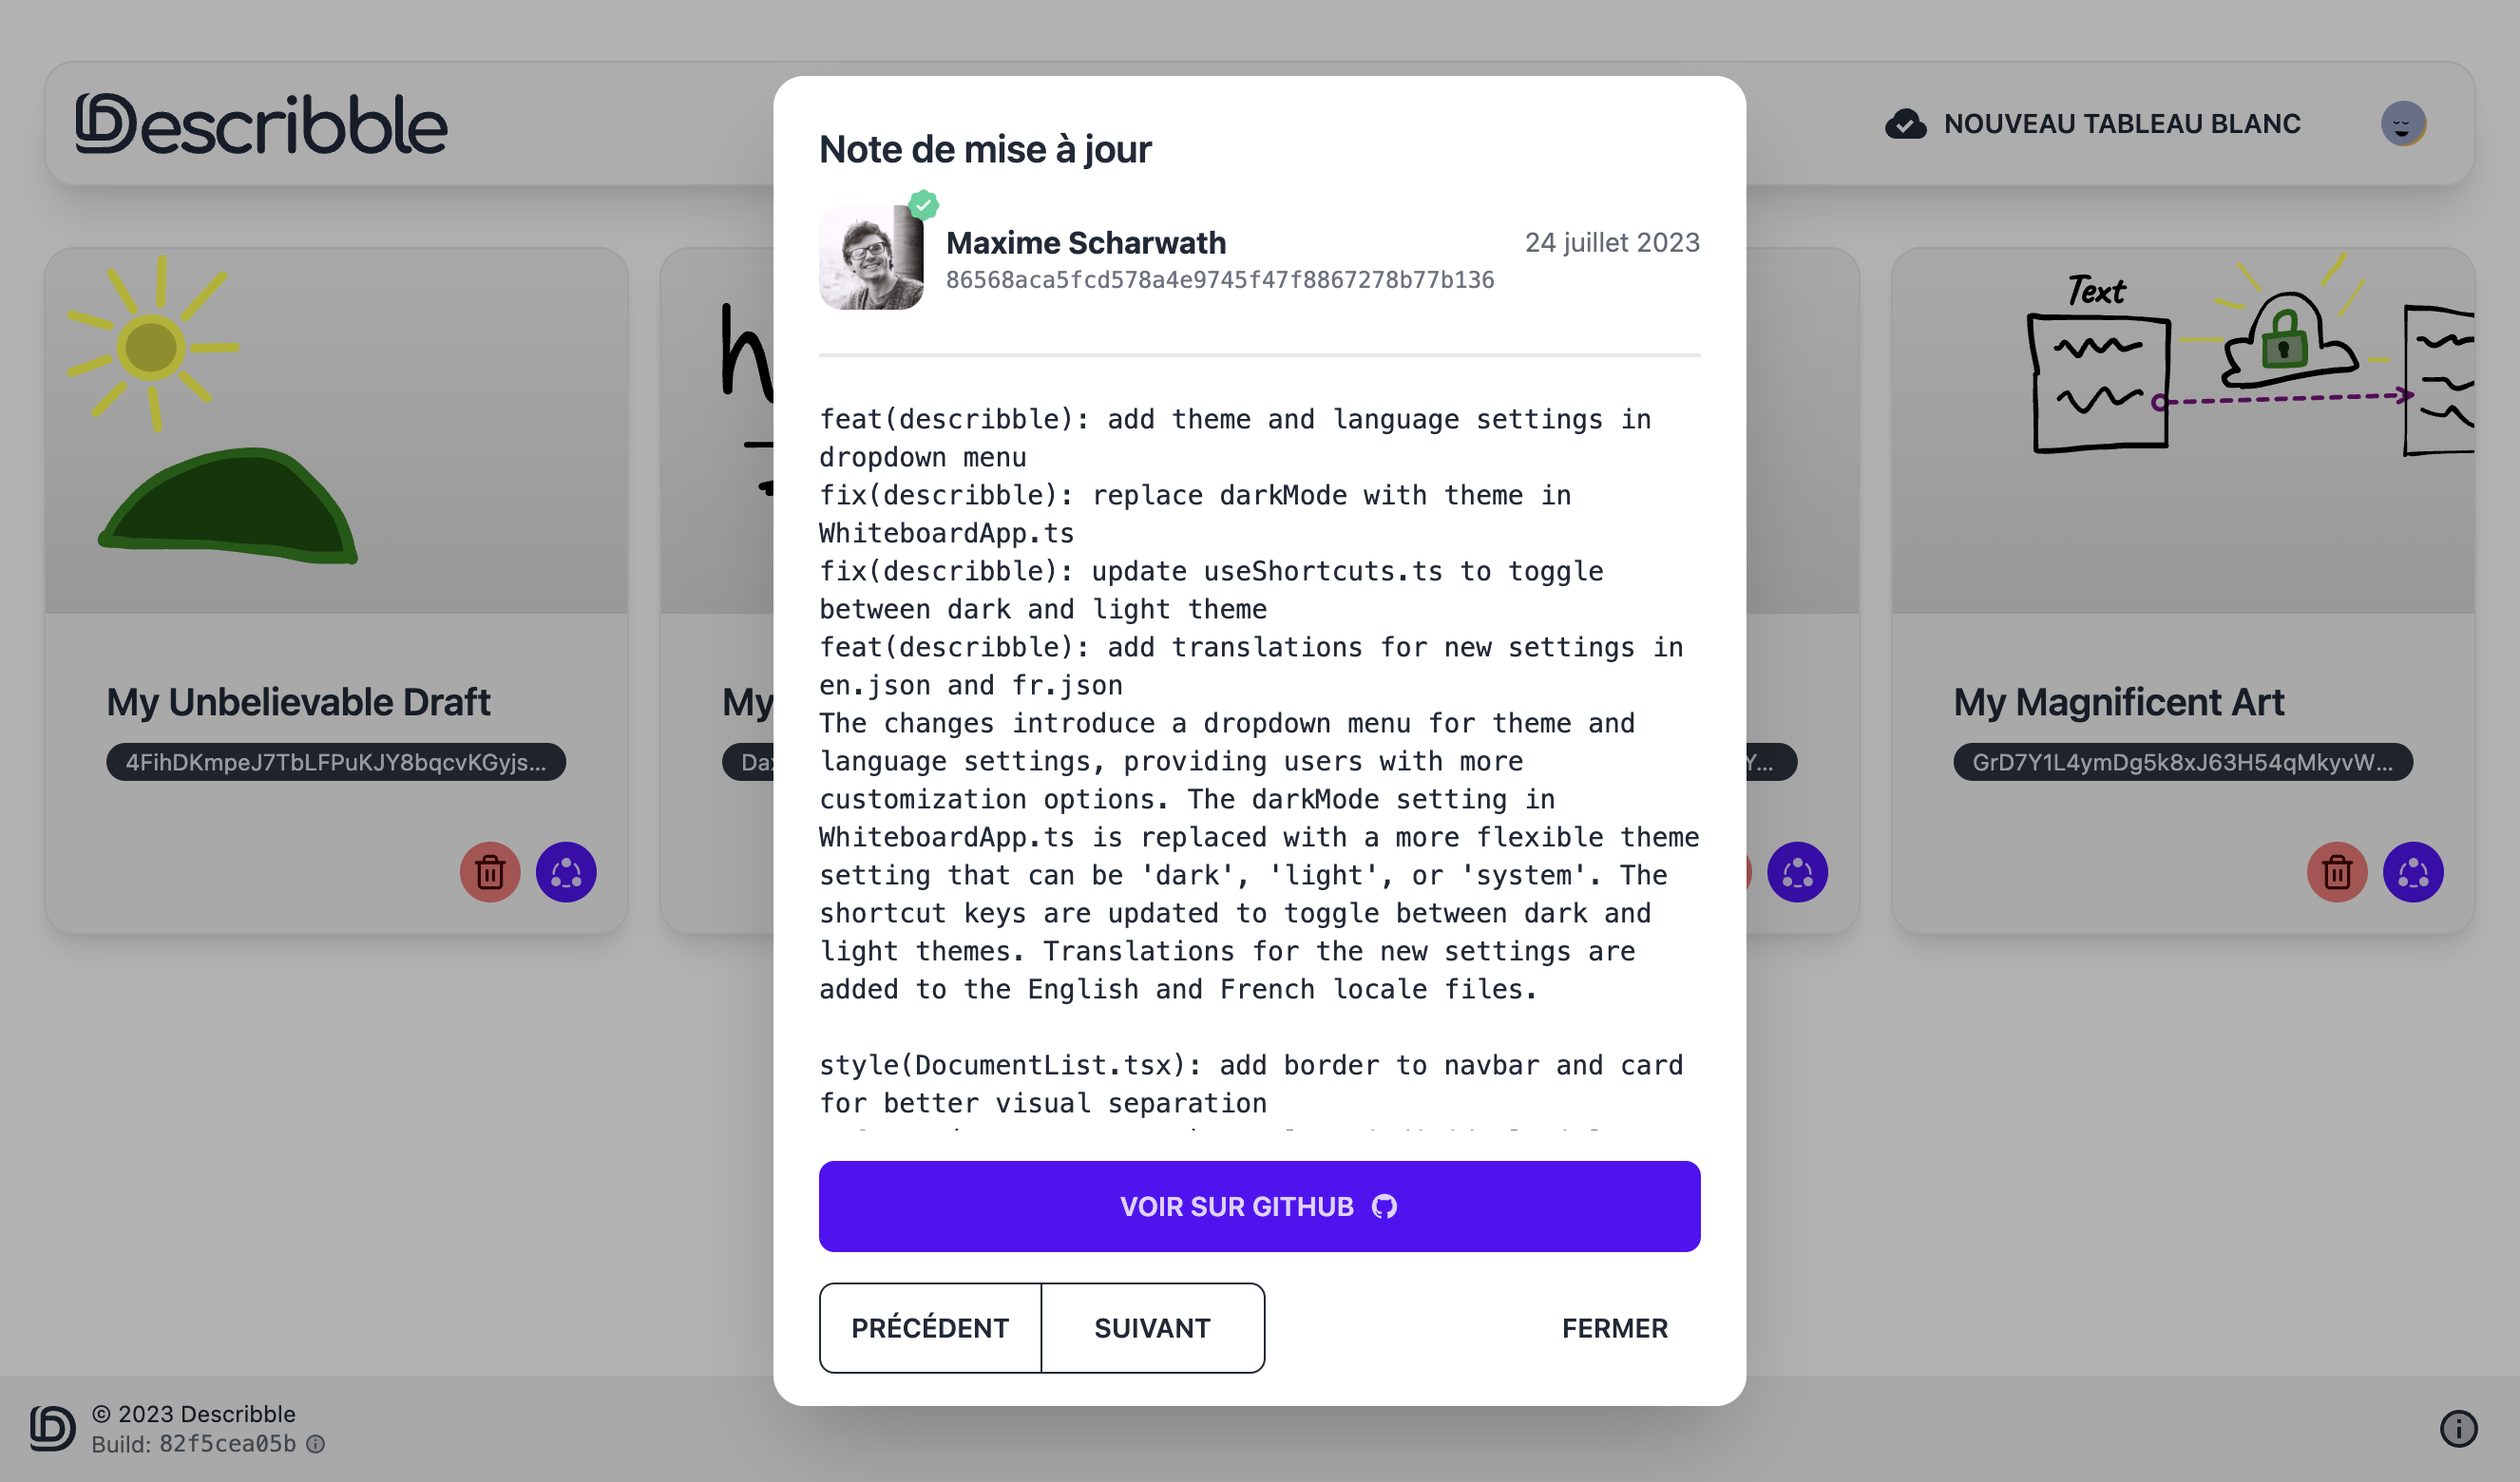 Describble
NOUVEAU TABLEAU BLANC
Note de mise à jour
Maxime Scharwath
24 juillet 2023
86568aca5fcd578a4e9745f47f8867278b77b136
feat(describble): add theme and language settings in
dropdown menu
fix(describble): replace darkMode with theme in
WhiteboardApp.ts
fix(describble): update useShortcuts.ts to toggle
between dark and light theme
feat(describble): add translations for new settings in
en.json and fr.json
The changes introduce a dropdown menu for theme and
language settings, providing users with more
customization options. The darkMode setting in
WhiteboardApp.ts is replaced with a more flexible theme
setting that can be 'dark', 'light', or 'system'. The
shortcut keys are updated to toggle between dark and
light themes. Translations for the new settings are
added to the English and French locale files.
style(DocumentList.tsx): add border to navbar and card
for better visual separation
VOIR SUR GITHUB
PRÉCÉDENT
SUIVANT
FERMER
Text
My Unbelievable Draft
4FihDKmpeJ7TbLFPuKJY8bqcvKGyjs...
My
Da
Y...
My Magnificent Art
GrD7Y1L4ymDg5k8xJ63H54qMkyvW...
© 2023 Describble
Build: 82f5cea05b